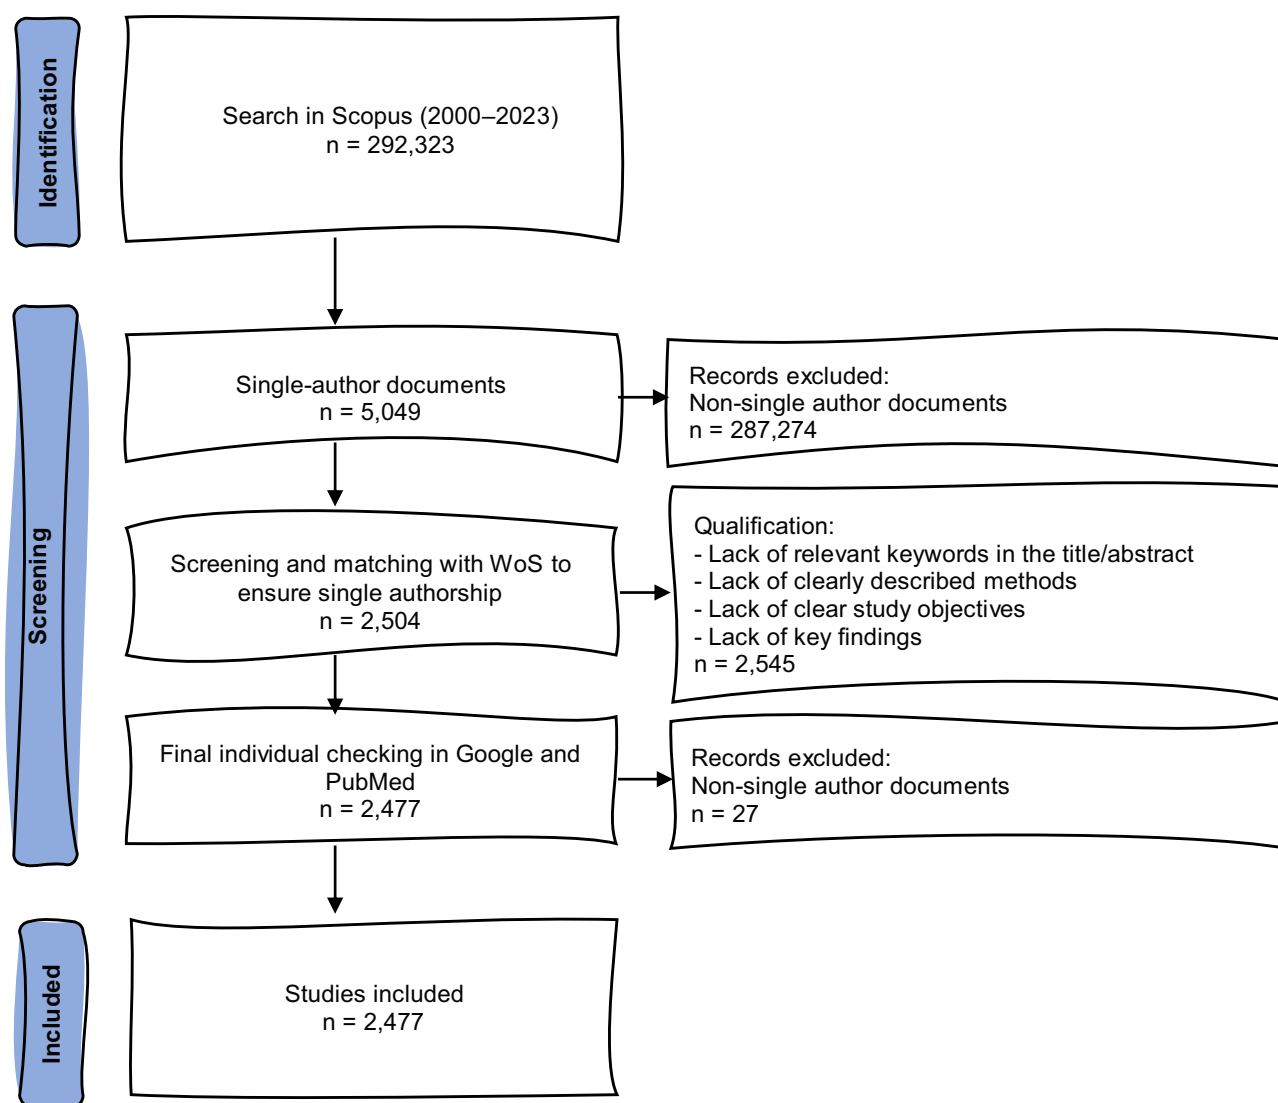 Identification
Search in Scopus (2000–2023)
n = 292,323
Screening
Single-author documents
n = 5,049
Records excluded:
Non-single author documents
n = 287,274
Screening and matching with WoS to
ensure single authorship
n = 2,504
Qualification:
- Lack of relevant keywords in the title/abstract
- Lack of clearly described methods
- Lack of clear study objectives
- Lack of key findings
n = 2,545
Final individual checking in Google and
PubMed
n = 2,477
Records excluded:
Non-single author documents
n = 27
Included
Studies included
n = 2,477